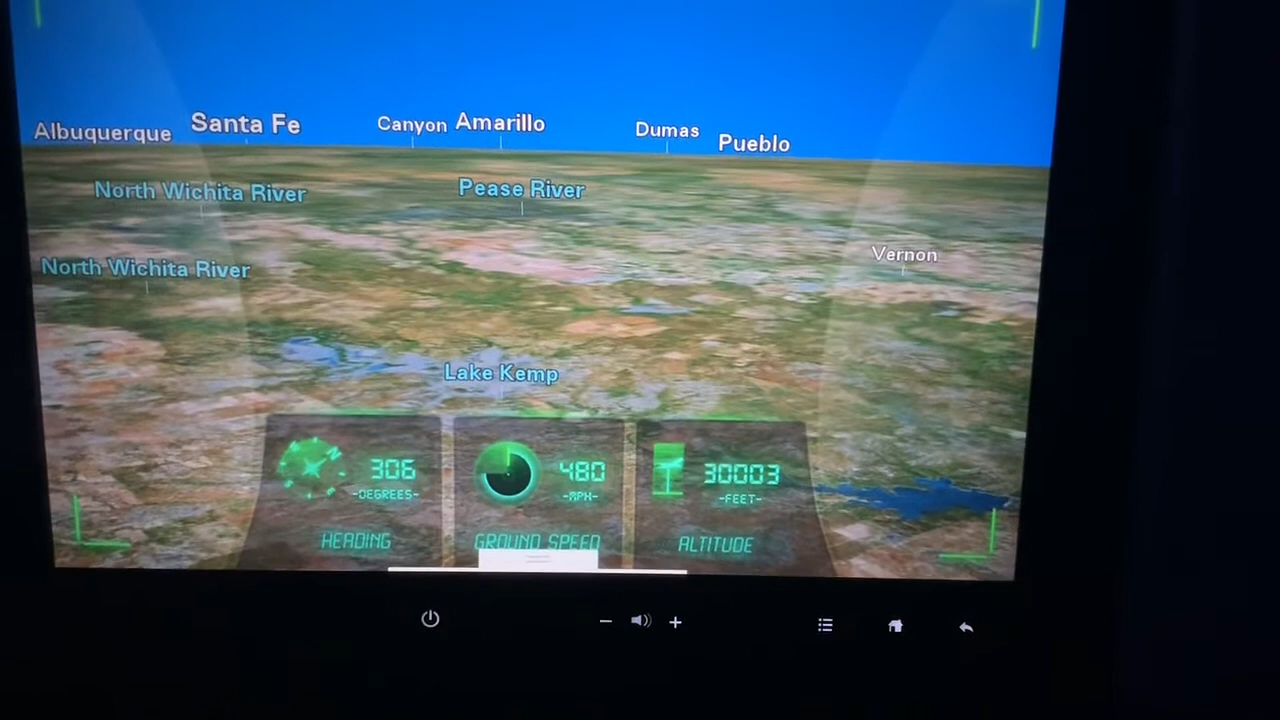 Albuquerque
Santa Fe
Canyon
Amarillo
Dumas
Pueblo
North Wichita River
Pease River
Vernon
North Wichita River
Lake Kemp
N
306
-DEGREES-
HEADING
480
-MPH-
GROUND SPEED
30003
-FEET-
ALTITUDE